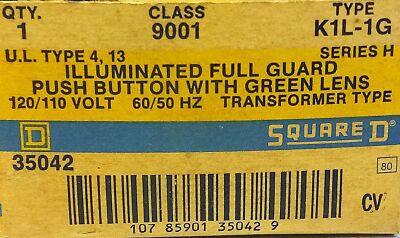 QTY. CLASS TYPE
1 9001 K1L-1G
U.L. TYPE 4, 13 SERIES H
ILLUMINATED FULL GUARD
PUSH BUTTON WITH GREEN LENS
120/110 VOLT 60/50 HZ TRANSFORMER TYPE
D SQUARE D®
35042 80
CV
107 85901 35042 9